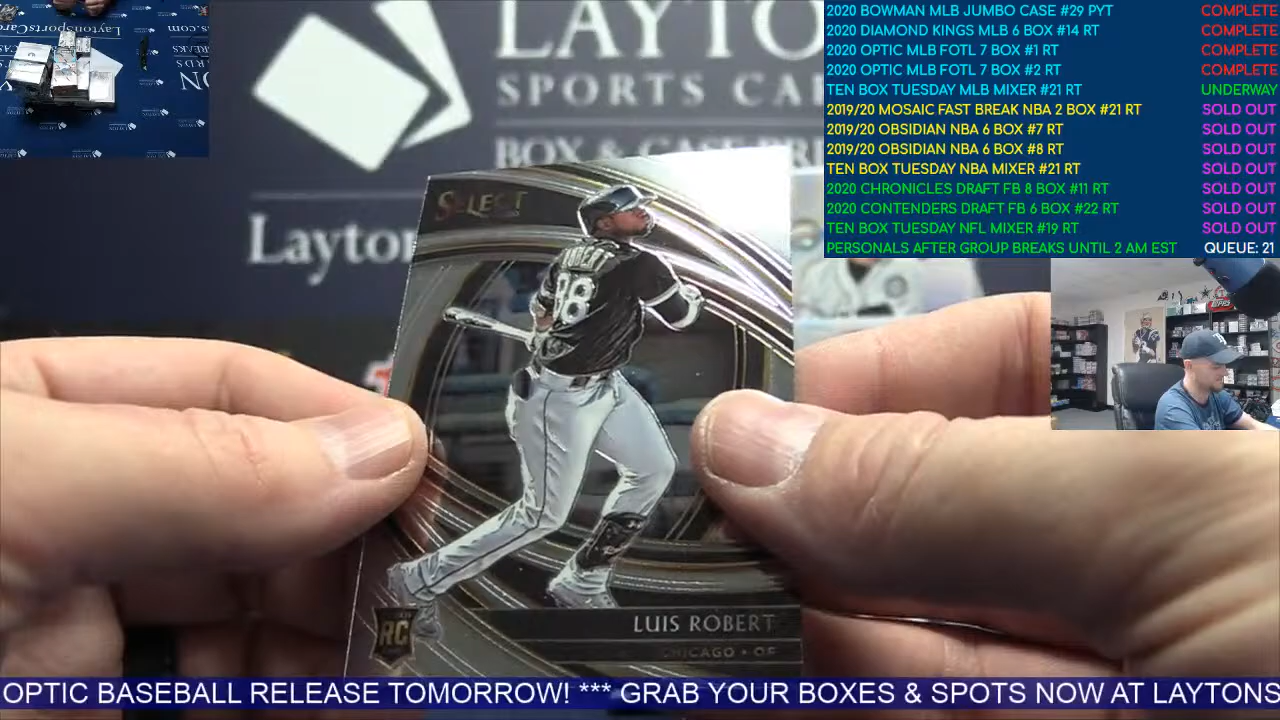 LaytonSportsCar
s.com
LAYTO
SPORTS CA
BOX & CASE BR
Layton
SELECT
ROBERT
88
RC
LUIS ROBERT
CHICAGO • OF
2020 BOWMAN MLB JUMBO CASE #29 PYT COMPLETE
2020 DIAMOND KINGS MLB 6 BOX #14 RT COMPLETE
2020 OPTIC MLB FOTL 7 BOX #1 RT COMPLETE
2020 OPTIC MLB FOTL 7 BOX #2 RT COMPLETE
TEN BOX TUESDAY MLB MIXER #21 RT UNDERWAY
2019/20 MOSAIC FAST BREAK NBA 2 BOX #21 RT SOLD OUT
2019/20 OBSIDIAN NBA 6 BOX #7 RT SOLD OUT
2019/20 OBSIDIAN NBA 6 BOX #8 RT SOLD OUT
TEN BOX TUESDAY NBA MIXER #21 RT SOLD OUT
2020 CHRONICLES DRAFT FB 8 BOX #11 RT SOLD OUT
2020 CONTENDERS DRAFT FB 6 BOX #22 RT SOLD OUT
TEN BOX TUESDAY NFL MIXER #19 RT SOLD OUT
PERSONALS AFTER GROUP BREAKS UNTIL 2 AM EST QUEUE: 21
OPTIC BASEBALL RELEASE TOMORROW! *** GRAB YOUR BOXES & SPOTS NOW AT LAYTONS